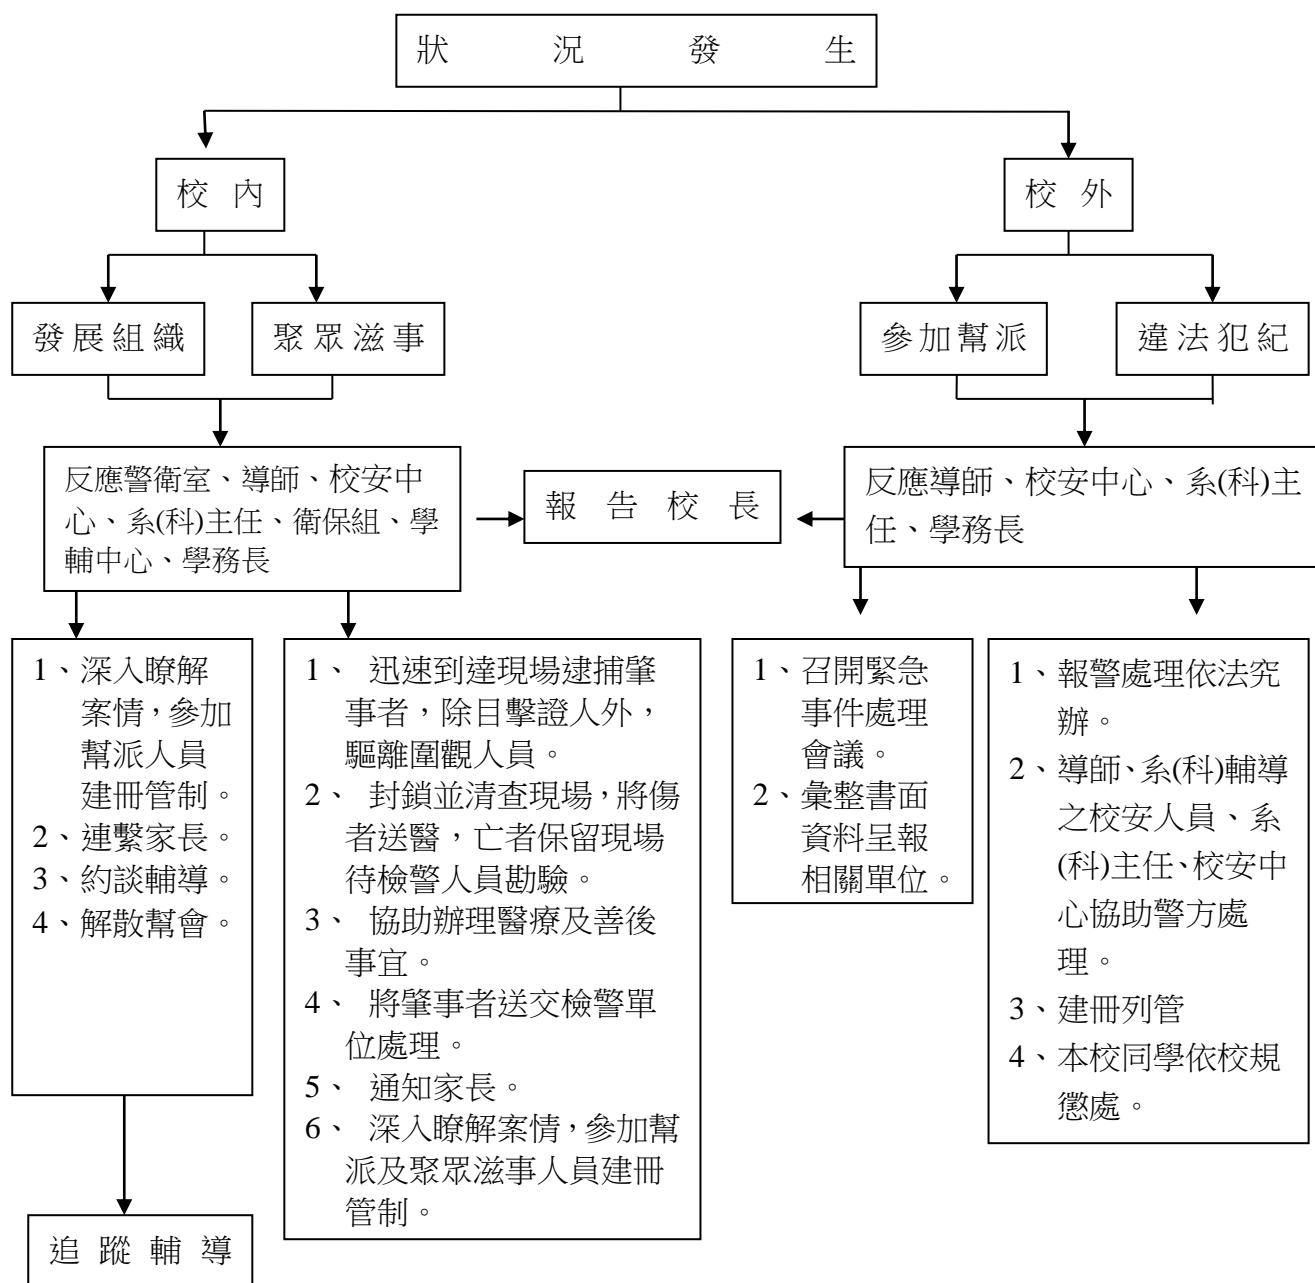 狀況發生
校內
校外
發展組織
聚眾滋事
參加幫派
違法犯紀
反應警衛室、導師、校安中
心、系(科)主任、衛保組、學
輔中心、學務長
報告校長
反應導師、校安中心、系(科)主
任、學務長
1、深入瞭解
案情，參加
幫派人員
建冊管制。
2、連繫家長。
3、約談輔導。
4、解散幫會。
1、 迅速到達現場逮捕肇
事者，除目擊證人外，
驅離圍觀人員。
2、 封鎖並清查現場，將傷
者送醫，亡者保留現場
待檢警人員勘驗。
3、 協助辦理醫療及善後
事宜。
4、 將肇事者送交檢警單
位處理。
5、 通知家長。
6、 深入瞭解案情，參加幫
派及聚眾滋事人員建冊
管制。
1、召開緊急
事件處理
會議。
2、彙整書面
資料呈報
相關單位。
1、報警處理依法究
辦。
2、導師、系(科)輔導
之校安人員、系
(科)主任、校安中
心協助警方處
理。
3、建冊列管
4、本校同學依校規
懲處。
追蹤輔導